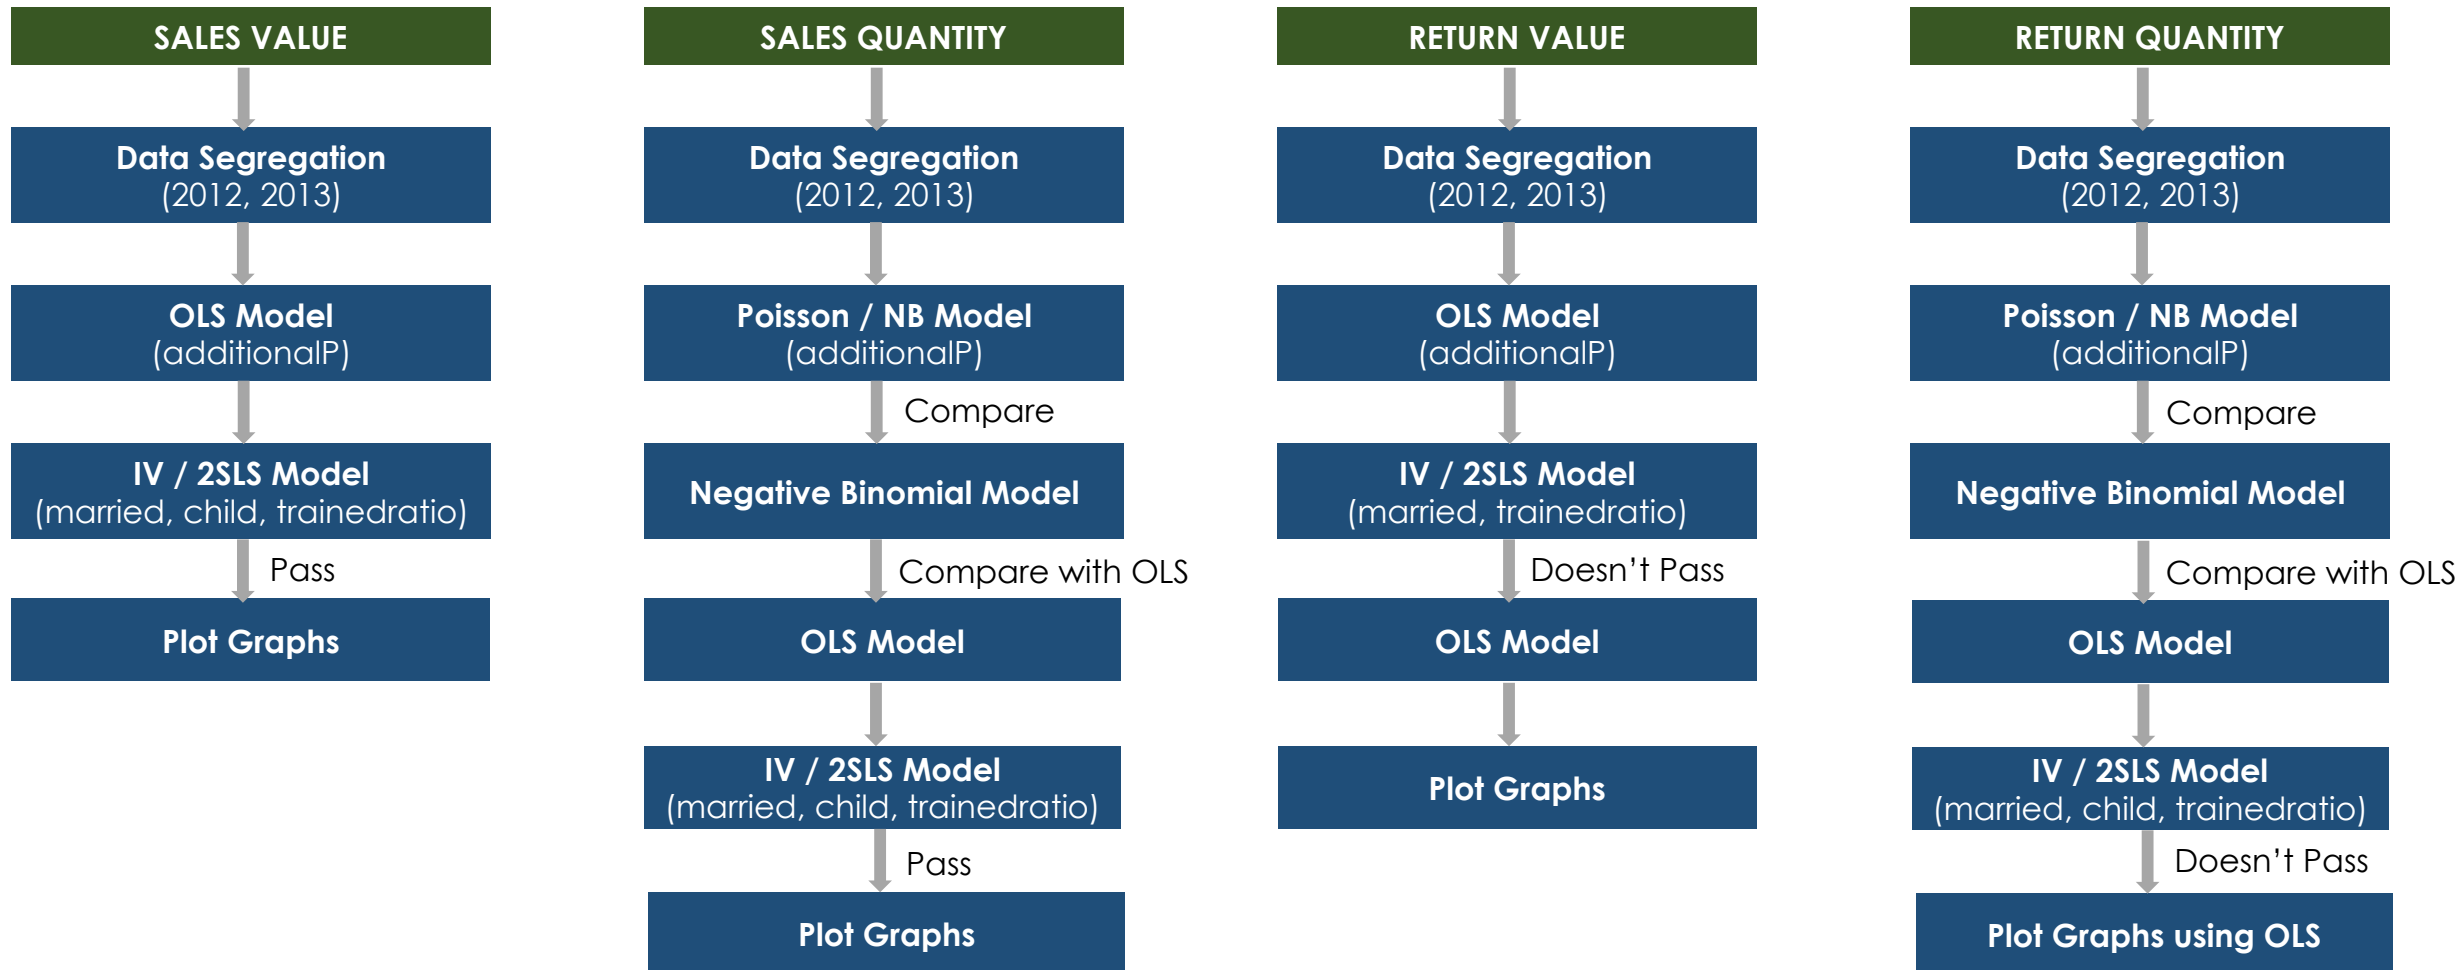 SALES VALUE
Data Segregation
(2012, 2013)
OLS Model
(additionalP)
IV / 2SLS Model
(married, child, trainedratio)
Pass
Plot Graphs
SALES QUANTITY
Data Segregation
(2012, 2013)
Poisson / NB Model
(additionalP)
Compare
Negative Binomial Model
Compare with OLS
OLS Model
IV / 2SLS Model
(married, child, trainedratio)
Pass
Plot Graphs
RETURN VALUE
Data Segregation
(2012, 2013)
OLS Model
(additionalP)
IV / 2SLS Model
(married, trainedratio)
Doesn’t Pass
OLS Model
Plot Graphs
RETURN QUANTITY
Data Segregation
(2012, 2013)
Poisson / NB Model
(additionalP)
Compare
Negative Binomial Model
Compare with OLS
OLS Model
IV / 2SLS Model
(married, child, trainedratio)
Doesn’t Pass
Plot Graphs using OLS